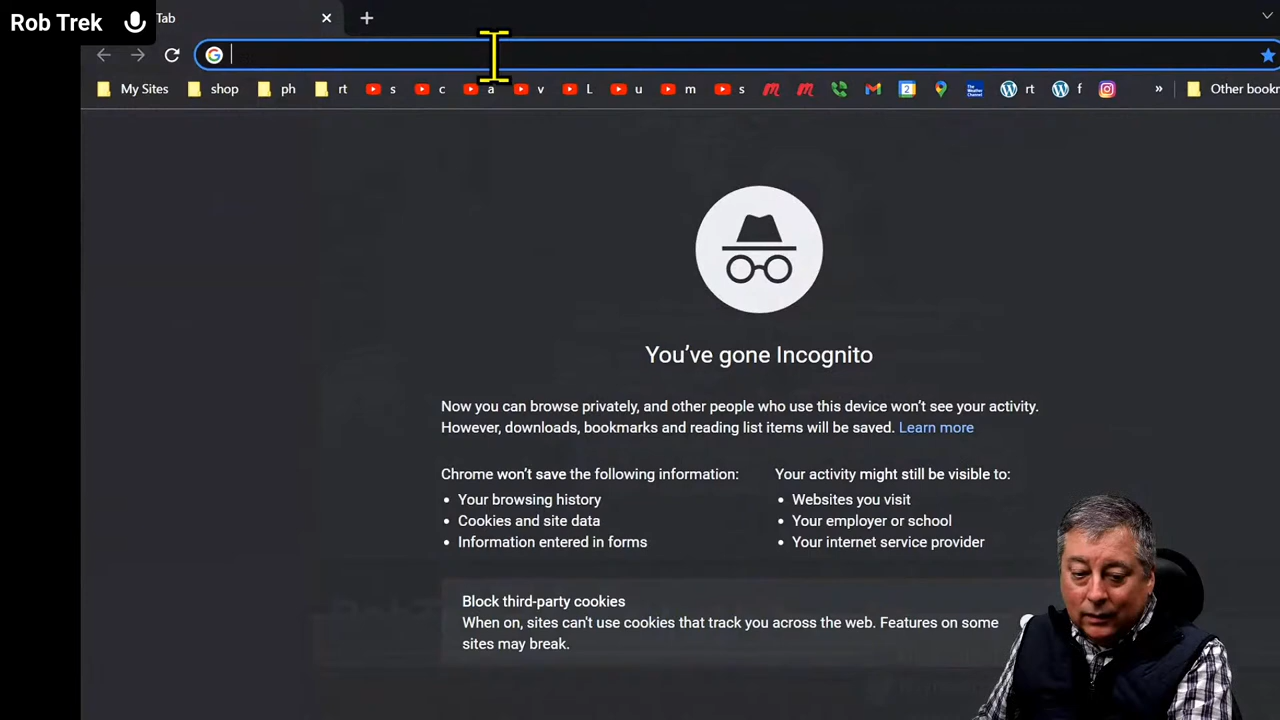 Rob Trek
Tab
My Sites shop ph rt s c a v L u m s rt f » Other bookm
You've gone Incognito
Now you can browse privately, and other people who use this device won't see your activity.
However, downloads, bookmarks and reading list items will be saved. Learn more
Chrome won't save the following information:
• Your browsing history
• Cookies and site data
• Information entered in forms
Your activity might still be visible to:
• Websites you visit
• Your employer or school
• Your internet service provider
Block third-party cookies
When on, sites can't use cookies that track you across the web. Features on some
sites may break.